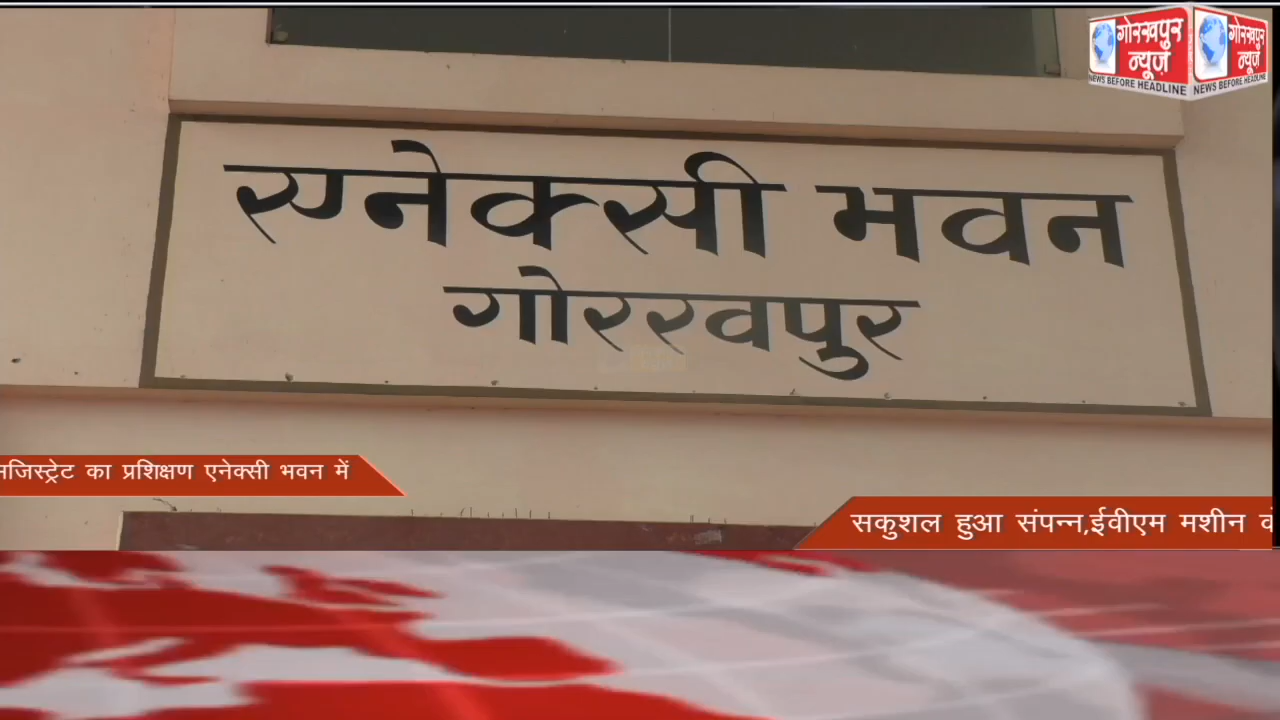 गोरखपुर गोरखपुर
न्यूज़ न्यूज़
NEWS BEFORE HEADLINE NEWS BEFORE HEADLINE
एनेक्सी भवन
गोरखपुर
का प्रशिक्षण एनेक्सी भवन में
सकुशल हुआ संपन्न,ईवीएम मशीन